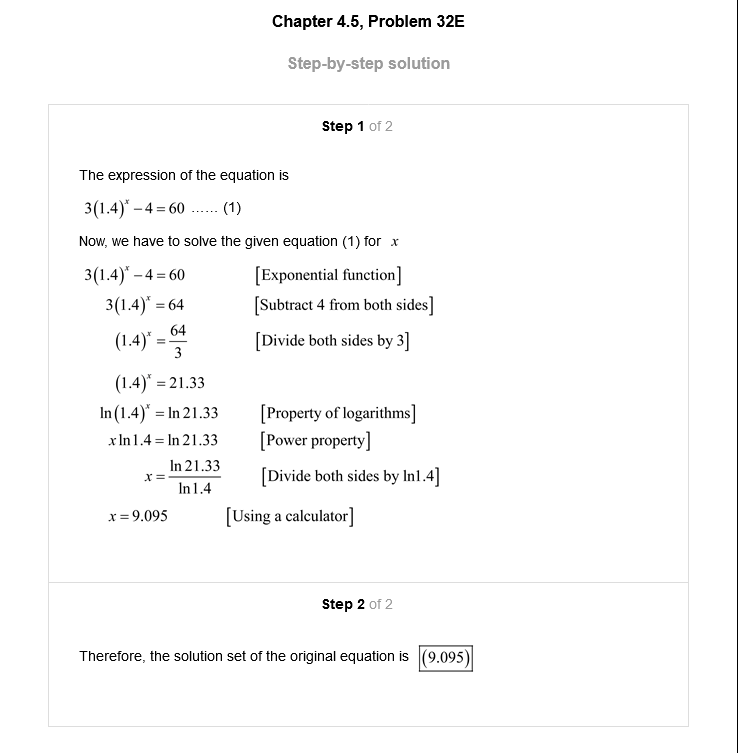 Chapter 4.5, Problem 32E
Step-by-step solution
Step 1 of 2
The expression of the equation is
3(1.4)^x − 4 = 60 ...... (1)
Now, we have to solve the given equation (1) for x
3(1.4)^x − 4 = 60 [Exponential function]
3(1.4)^x = 64 [Subtract 4 from both sides]
(1.4)^x = 64/3 [Divide both sides by 3]
(1.4)^x = 21.33
ln(1.4)^x = ln 21.33 [Property of logarithms]
x ln 1.4 = ln 21.33 [Power property]
x = ln 21.33/ln 1.4 [Divide both sides by ln1.4]
x = 9.095 [Using a calculator]
Step 2 of 2
Therefore, the solution set of the original equation is (9.095)